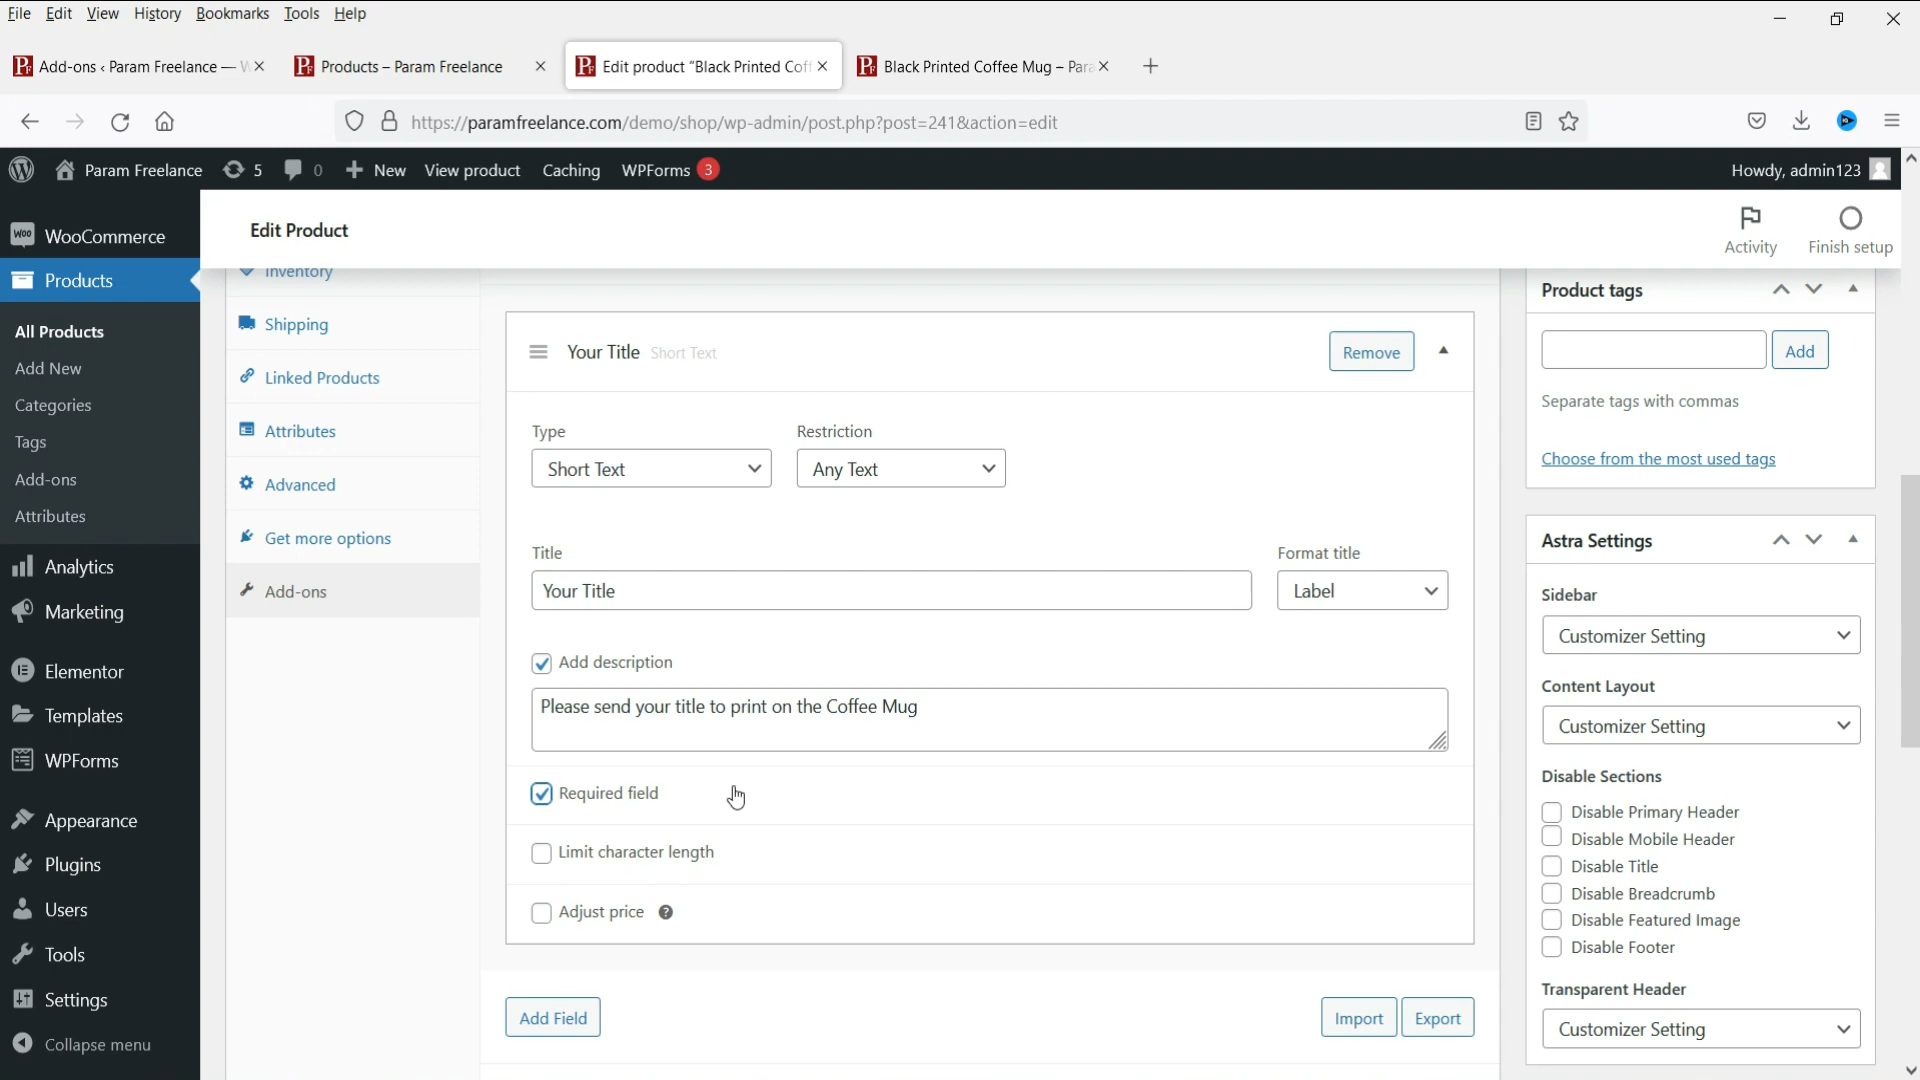 File Edit View History Bookmarks Tools Help
Add-ons ‹ Param Freelance — W
Products – Param Freelance
Edit product "Black Printed Coff
Black Printed Coffee Mug – Para
https://paramfreelance.com/demo/shop/wp-admin/post.php?post=241&action=edit
Param Freelance 5 0 New View product Caching WPForms 3 Howdy, admin123
WooCommerce
Products
All Products
Add New
Categories
Tags
Add-ons
Attributes
Analytics
Marketing
Elementor
Templates
WPForms
Appearance
Plugins
Users
Tools
Settings
Collapse menu
Edit Product
Activity
Finish setup
Inventory
Shipping
Linked Products
Attributes
Advanced
Get more options
Add-ons
Your Title Short Text
Remove
Type
Restriction
Short Text
Any Text
Title
Format title
Your Title
Label
Add description
Please send your title to print on the Coffee Mug
Required field
Limit character length
Adjust price ?
Add Field
Import
Export
Product tags
Add
Separate tags with commas
Choose from the most used tags
Astra Settings
Sidebar
Customizer Setting
Content Layout
Customizer Setting
Disable Sections
Disable Primary Header
Disable Mobile Header
Disable Title
Disable Breadcrumb
Disable Featured Image
Disable Footer
Transparent Header
Customizer Setting